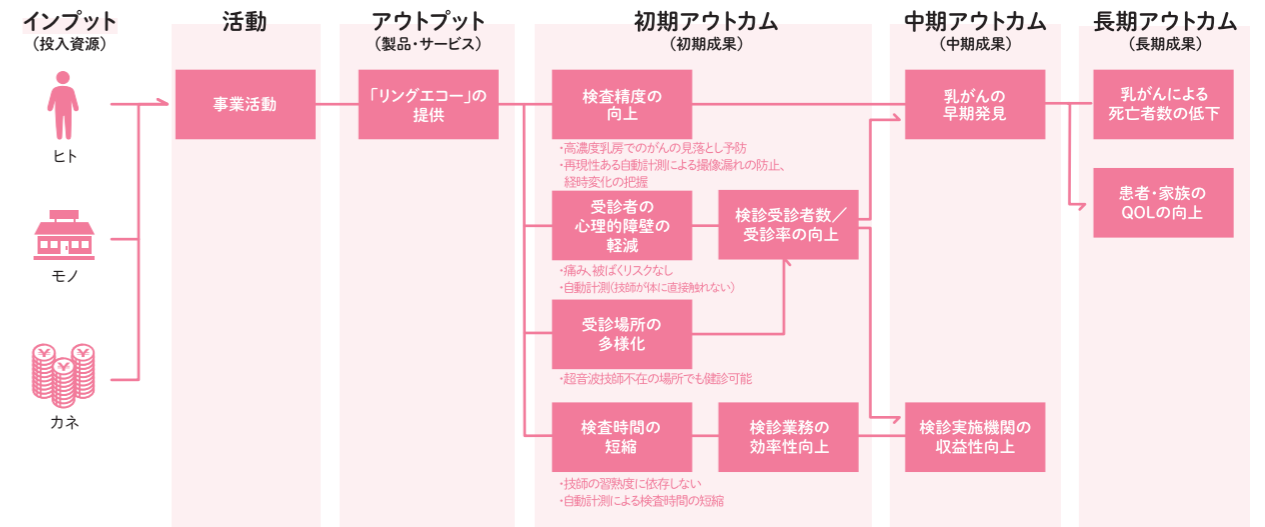 インプット
（投入資源）
ヒト
モノ
カネ
活動
事業活動
アウトプット
（製品・サービス）
「リングエコー」の
提供
初期アウトカム
（初期成果）
検査精度の
向上
・高濃度乳房でのがんの見落とし予防
・再現性ある自動計測による撮像漏れの防止、
経時変化の把握
受診者の
心理的障壁の
軽減
・痛み、被ばくリスクなし
・自動計測（技師が体に直接触れない）
検診受診者数／
受診率の向上
受診場所の
多様化
・超音波技師不在の場所でも健診可能
検査時間の
短縮
・技師の習熟度に依存しない
・自動計測による検査時間の短縮
検診業務の
効率性向上
中期アウトカム
（中期成果）
乳がんの
早期発見
検診実施機関の
収益性向上
長期アウトカム
（長期成果）
乳がんによる
死亡者数の低下
患者・家族の
QOLの向上